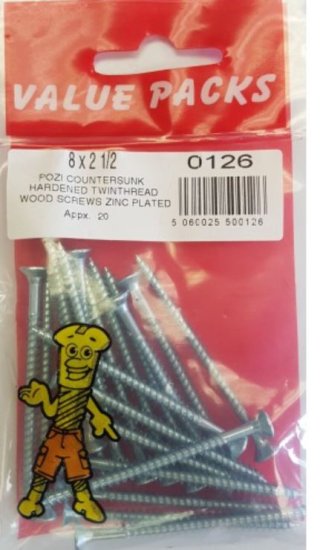 VALUE PACKS
8 x 2 1/2
POZI COUNTERSUNK
HARDENED TWINTHREAD
WOOD SCREWS ZINC PLATED
Appx. 20
0126
5 060025 500126